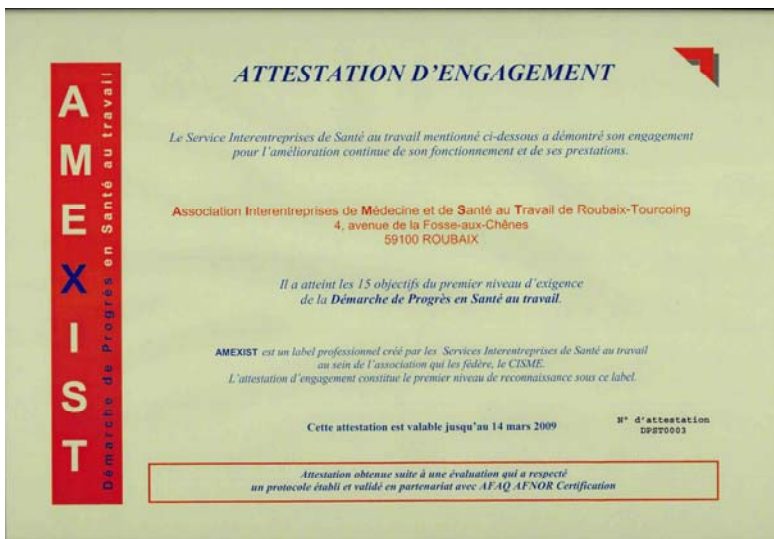 AMEXIST
Démarche de Progrès en Santé au travail
ATTESTATION D'ENGAGEMENT
Le Service Interentreprises de Santé au travail mentionné ci-dessous a démontré son engagement
pour l'amélioration continue de son fonctionnement et de ses prestations.
Association Interentreprises de Médecine et de Santé au Travail de Roubaix-Tourcoing
4, avenue de la Fosse-aux-Chênes
59100 ROUBAIX
Il a atteint les 15 objectifs du premier niveau d'exigence
de la Démarche de Progrès en Santé au travail.
AMEXIST est un label professionnel créé par les Services Interentreprises de Santé au travail
au sein de l'association qui les fédère, le CISME.
L'attestation d'engagement constitue le premier niveau de reconnaissance sous ce label.
Cette attestation est valable jusqu'au 14 mars 2009
N° d'attestation
DPST0003
Attestation obtenue suite à une évaluation qui a respecté
un protocole établi et validé en partenariat avec AFAQ AFNOR Certification